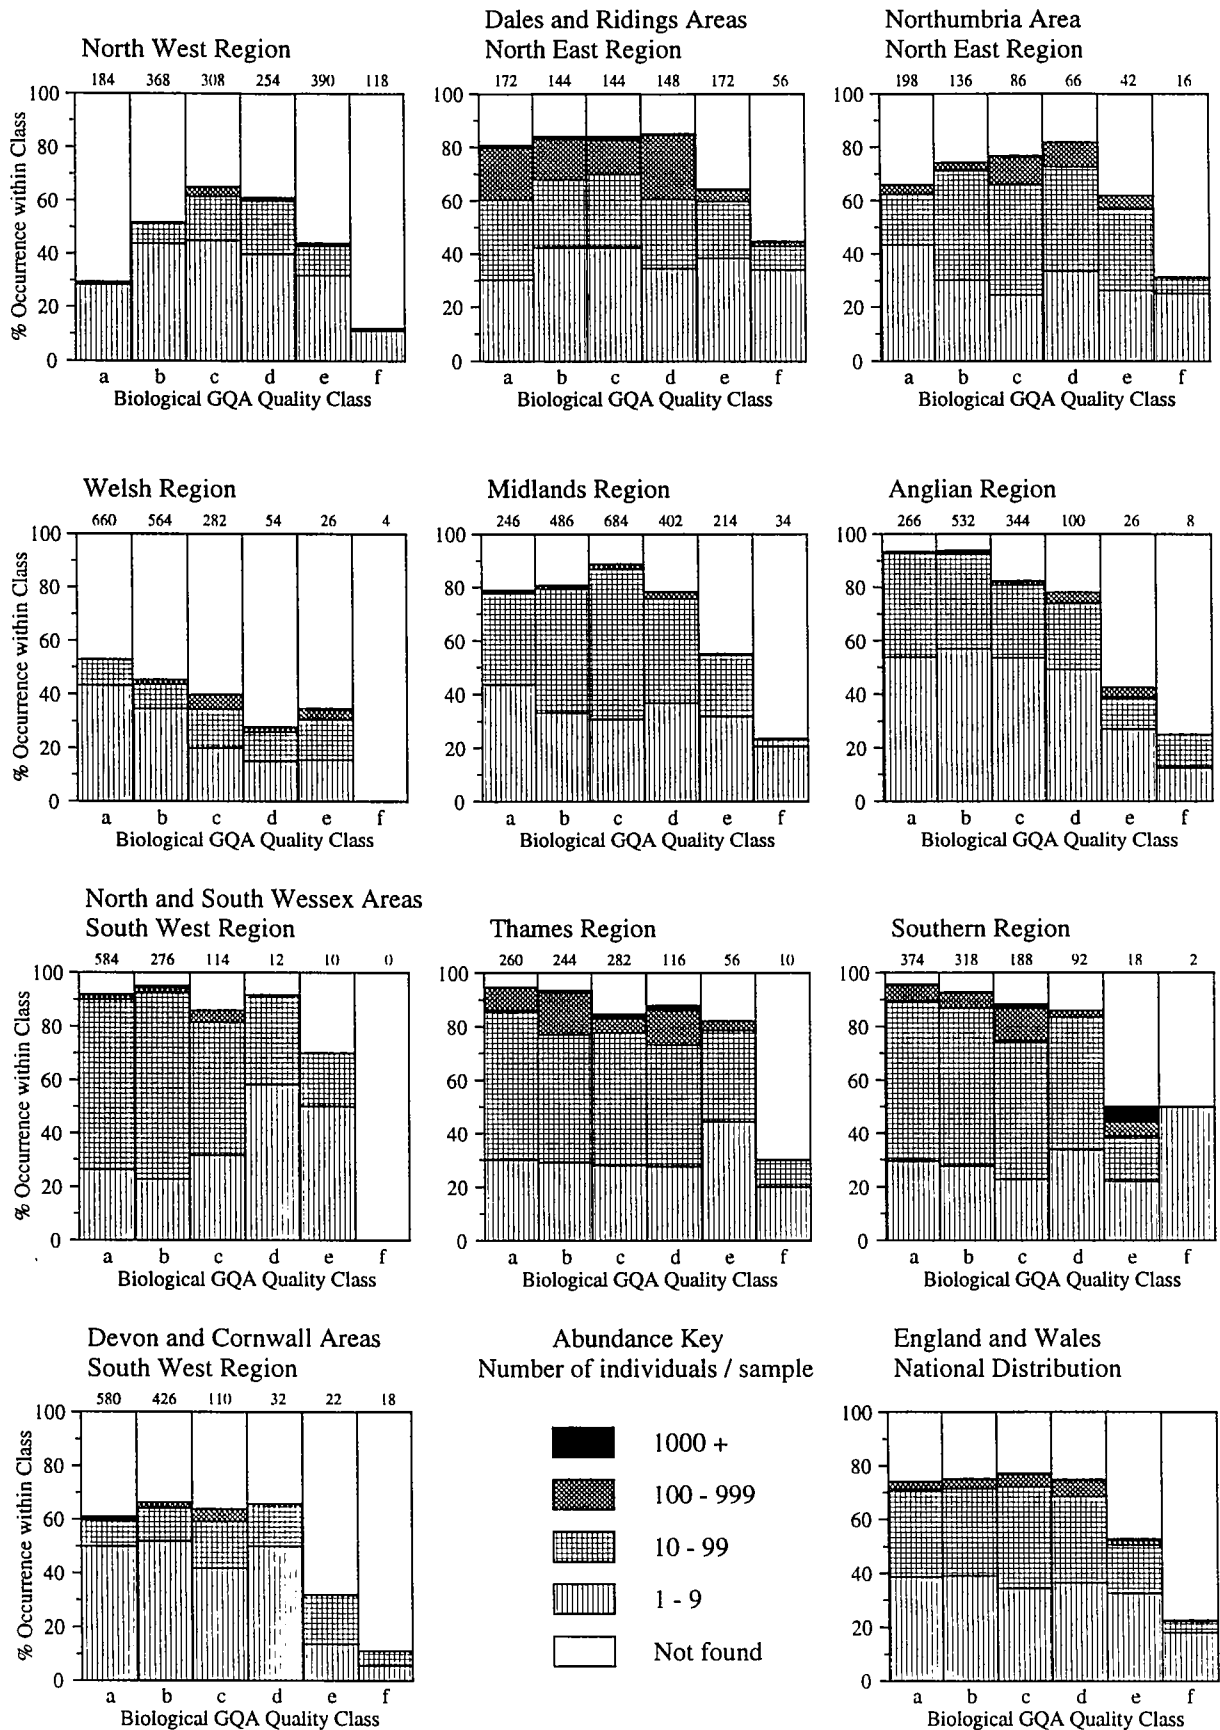 North West Region
184 368 308 254 390 118
100
80
60
40
20
0
% Occurrence within Class
a b c d e f
Biological GQA Quality Class
Dales and Ridings Areas
North East Region
172 144 144 148 172 56
100
80
60
40
20
0
a b c d e f
Biological GQA Quality Class
Northumbria Area
North East Region
198 136 86 66 42 16
100
80
60
40
20
0
a b c d e f
Biological GQA Quality Class
Welsh Region
660 564 282 54 26 4
100
80
60
40
20
0
% Occurrence within Class
a b c d e f
Biological GQA Quality Class
Midlands Region
246 486 684 402 214 34
100
80
60
40
20
0
a b c d e f
Biological GQA Quality Class
Anglian Region
266 532 344 100 26 8
100
80
60
40
20
0
a b c d e f
Biological GQA Quality Class
North and South Wessex Areas
South West Region
584 276 114 12 10 0
100
80
60
40
20
0
% Occurrence within Class
a b c d e f
Biological GQA Quality Class
Thames Region
260 244 282 116 56 10
100
80
60
40
20
0
a b c d e f
Biological GQA Quality Class
Southern Region
374 318 188 92 18 2
100
80
60
40
20
0
a b c d e f
Biological GQA Quality Class
Devon and Cornwall Areas
South West Region
580 426 110 32 22 18
100
80
60
40
20
0
% Occurrence within Class
a b c d e f
Biological GQA Quality Class
Abundance Key
Number of individuals / sample
1000 +
100 - 999
10 - 99
1 - 9
Not found
England and Wales
National Distribution
100
80
60
40
20
0
a b c d e f
Biological GQA Quality Class